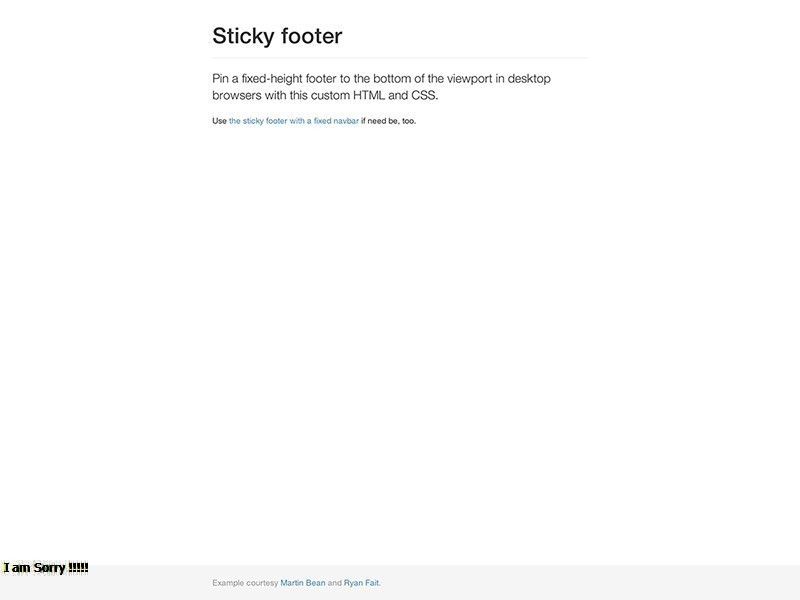 Sticky footer
Pin a fixed-height footer to the bottom of the viewport in desktop
browsers with this custom HTML and CSS.
Use the sticky footer with a fixed navbar if need be, too.
I am Sorry !!!!!
Example courtesy Martin Bean and Ryan Fait.